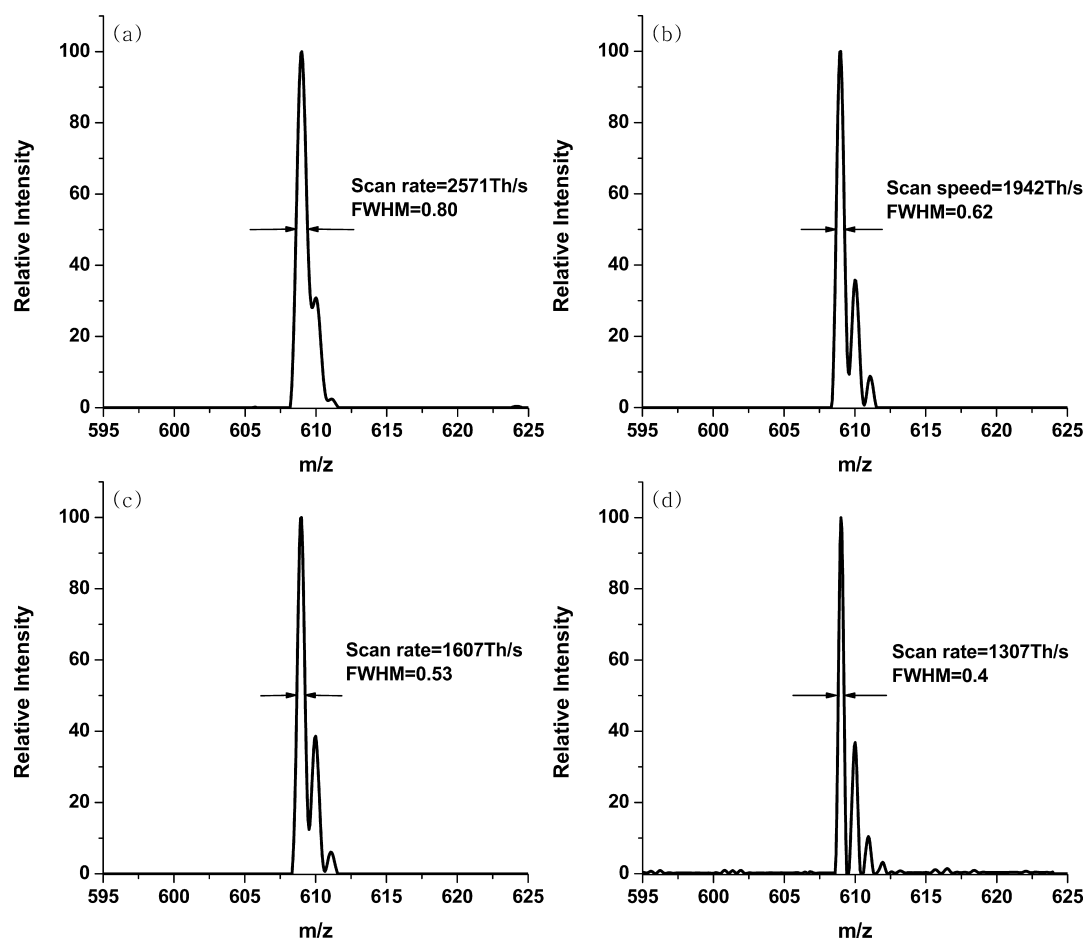 (a)
Relative Intensity
100
80
60
40
20
0
Scan rate=2571Th/s
FWHM=0.80
595 600 605 610 615 620 625
m/z
(b)
Relative Intensity
100
80
60
40
20
0
Scan speed=1942Th/s
FWHM=0.62
595 600 605 610 615 620 625
m/z
(c)
Relative Intensity
100
80
60
40
20
0
Scan rate=1607Th/s
FWHM=0.53
595 600 605 610 615 620 625
m/z
(d)
Relative Intensity
100
80
60
40
20
0
Scan rate=1307Th/s
FWHM=0.4
595 600 605 610 615 620 625
m/z